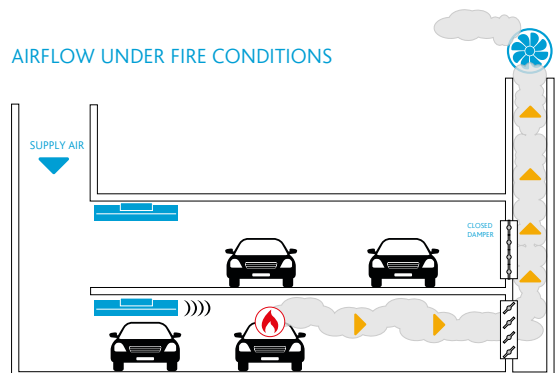 AIRFLOW UNDER FIRE CONDITIONS
SUPPLY AIR
CLOSED
DAMPER